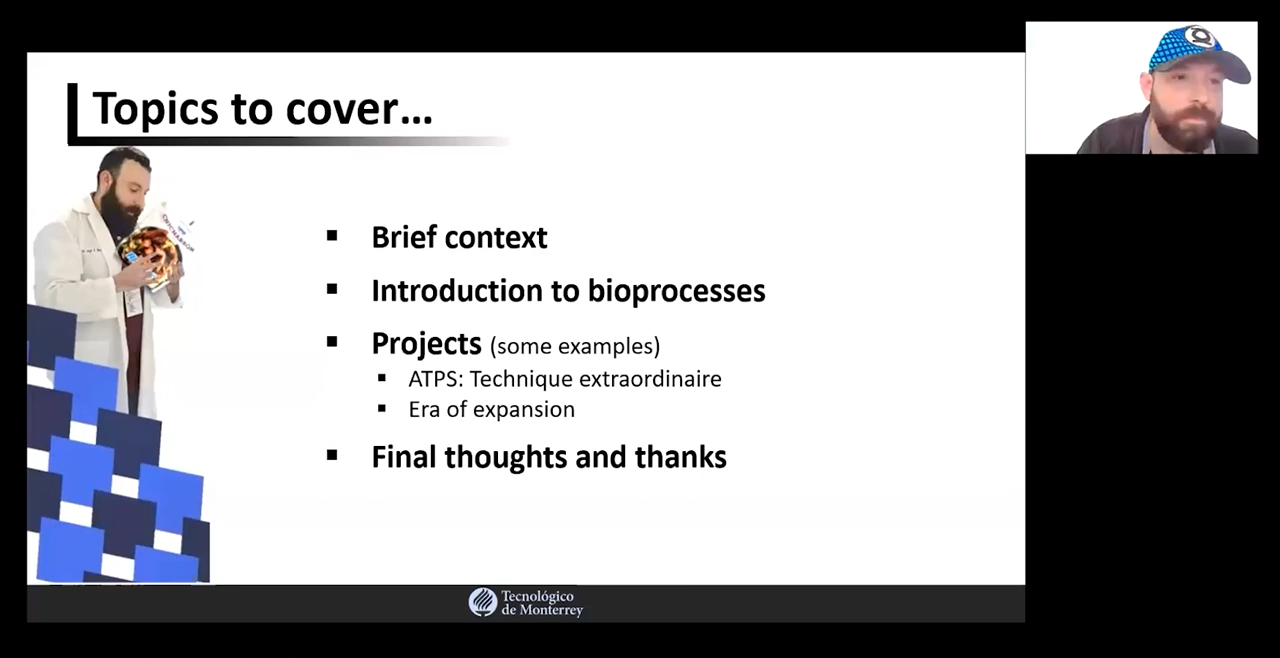 Topics to cover...
Brief context
Introduction to bioprocesses
Projects (some examples)
ATPS: Technique extraordinaire
Era of expansion
Final thoughts and thanks
Tecnológico
de Monterrey